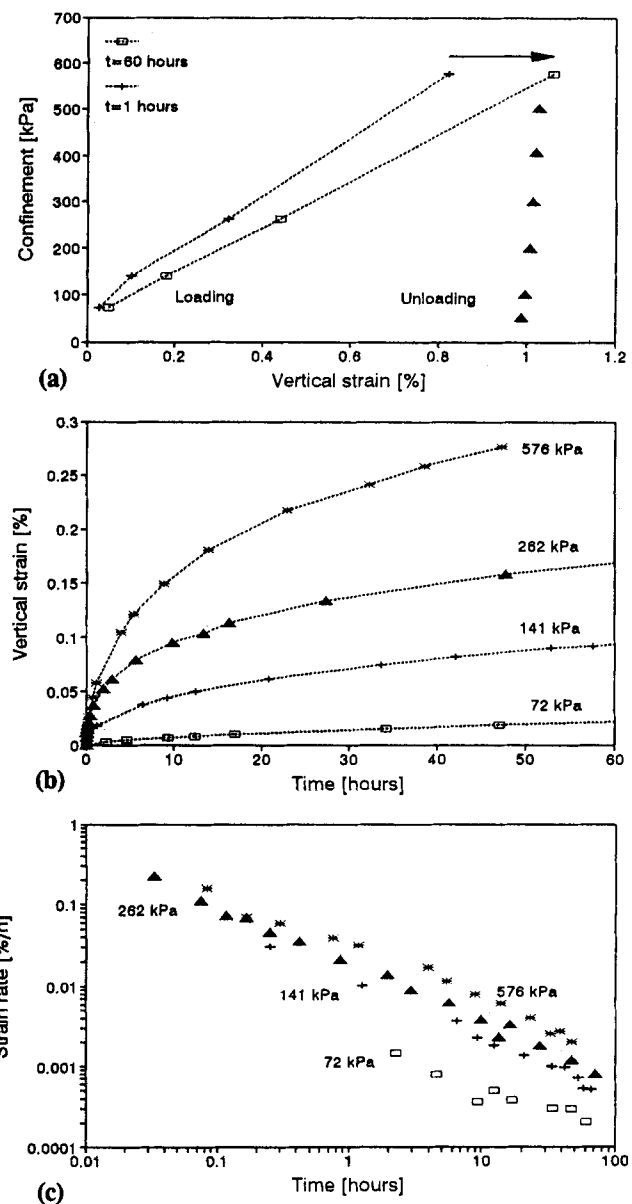 700
600
500
400
300
200
100
0
Confinement [kPa]
t=60 hours
t=1 hours
Loading
Unloading
0
0.2
0.4
0.6
0.8
1
1.2
Vertical strain [%]
(a)
0.3
0.25
0.2
0.15
0.1
0.05
0
Vertical strain [%]
576 kPa
262 kPa
141 kPa
72 kPa
0
10
20
30
40
50
60
Time [hours]
(b)
1
0.1
0.01
0.001
0.0001
Strain rate [%/h]
262 kPa
141 kPa
576 kPa
72 kPa
0.01
0.1
1
10
100
Time [hours]
(c)